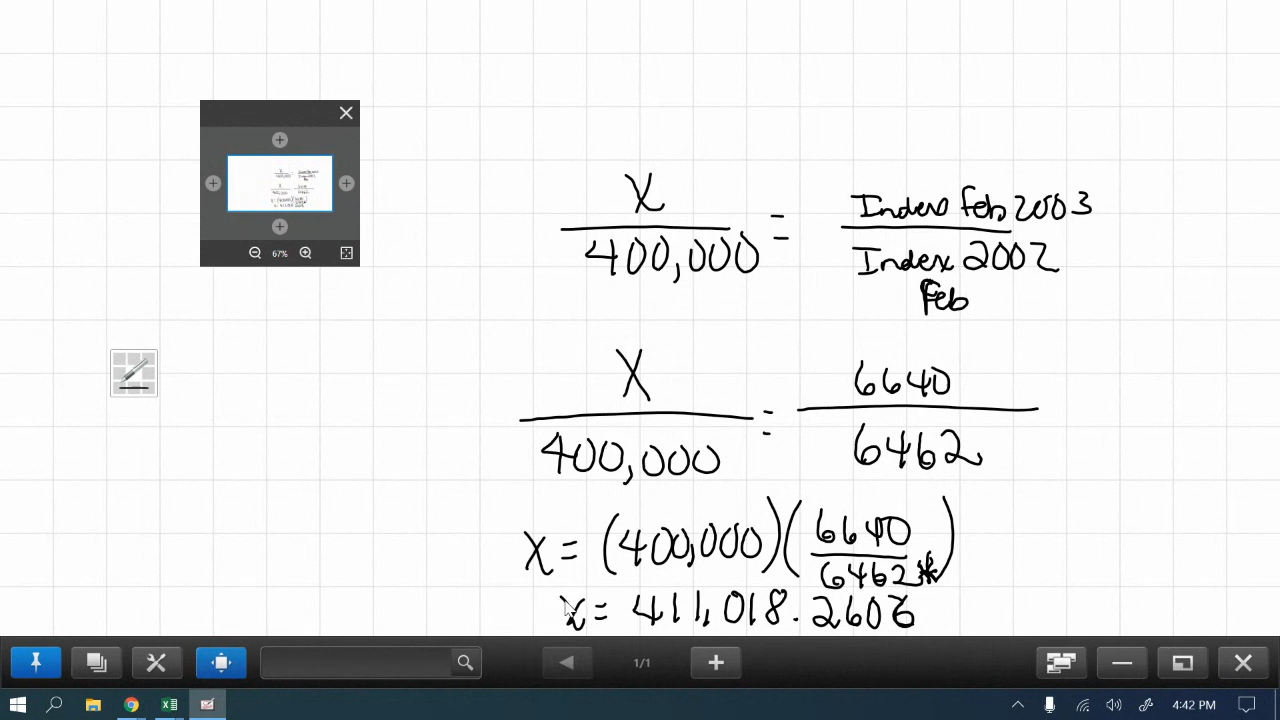 67%
X
400,000
=
Index Feb 2003
Index 2002
Feb
X
400,000
=
6640
6462
x = (400,000)(6640
6462*)
x = 411,018.2606
1/1
4:42 PM